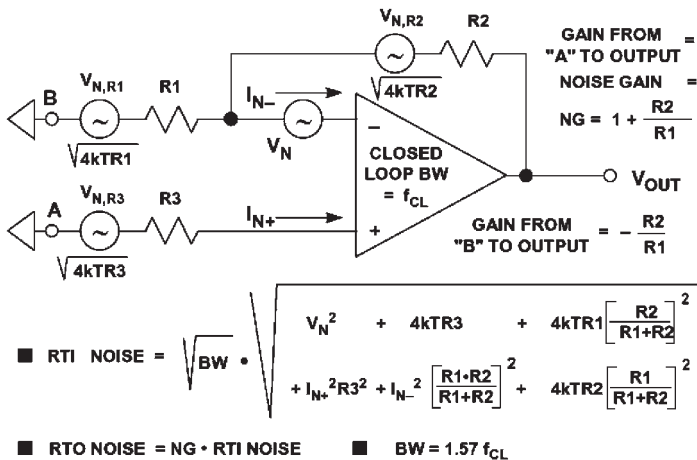 V_N,R2
R2
√4kTR2
GAIN FROM =
"A" TO OUTPUT
NOISE GAIN =
NG = 1 + R2/R1
B
V_N,R1
R1
√4kTR1
I_N–
V_N
–
CLOSED
LOOP BW
= f_CL
+
V_OUT
A
V_N,R3
R3
√4kTR3
I_N+
GAIN FROM
"B" TO OUTPUT = – R2/R1
■ RTI NOISE = √BW • √
V_N² + 4kTR3 + 4kTR1[R2/(R1+R2)]²
+ I_N+²R3² + I_N–²[R1•R2/(R1+R2)]² + 4kTR2[R1/(R1+R2)]²
■ RTO NOISE = NG • RTI NOISE ■ BW = 1.57 f_CL